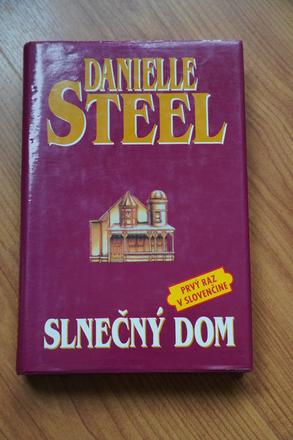 DANIELLE
STEEL
PRVÝ RAZ
V SLOVENČINE
SLNEČNÝ DOM